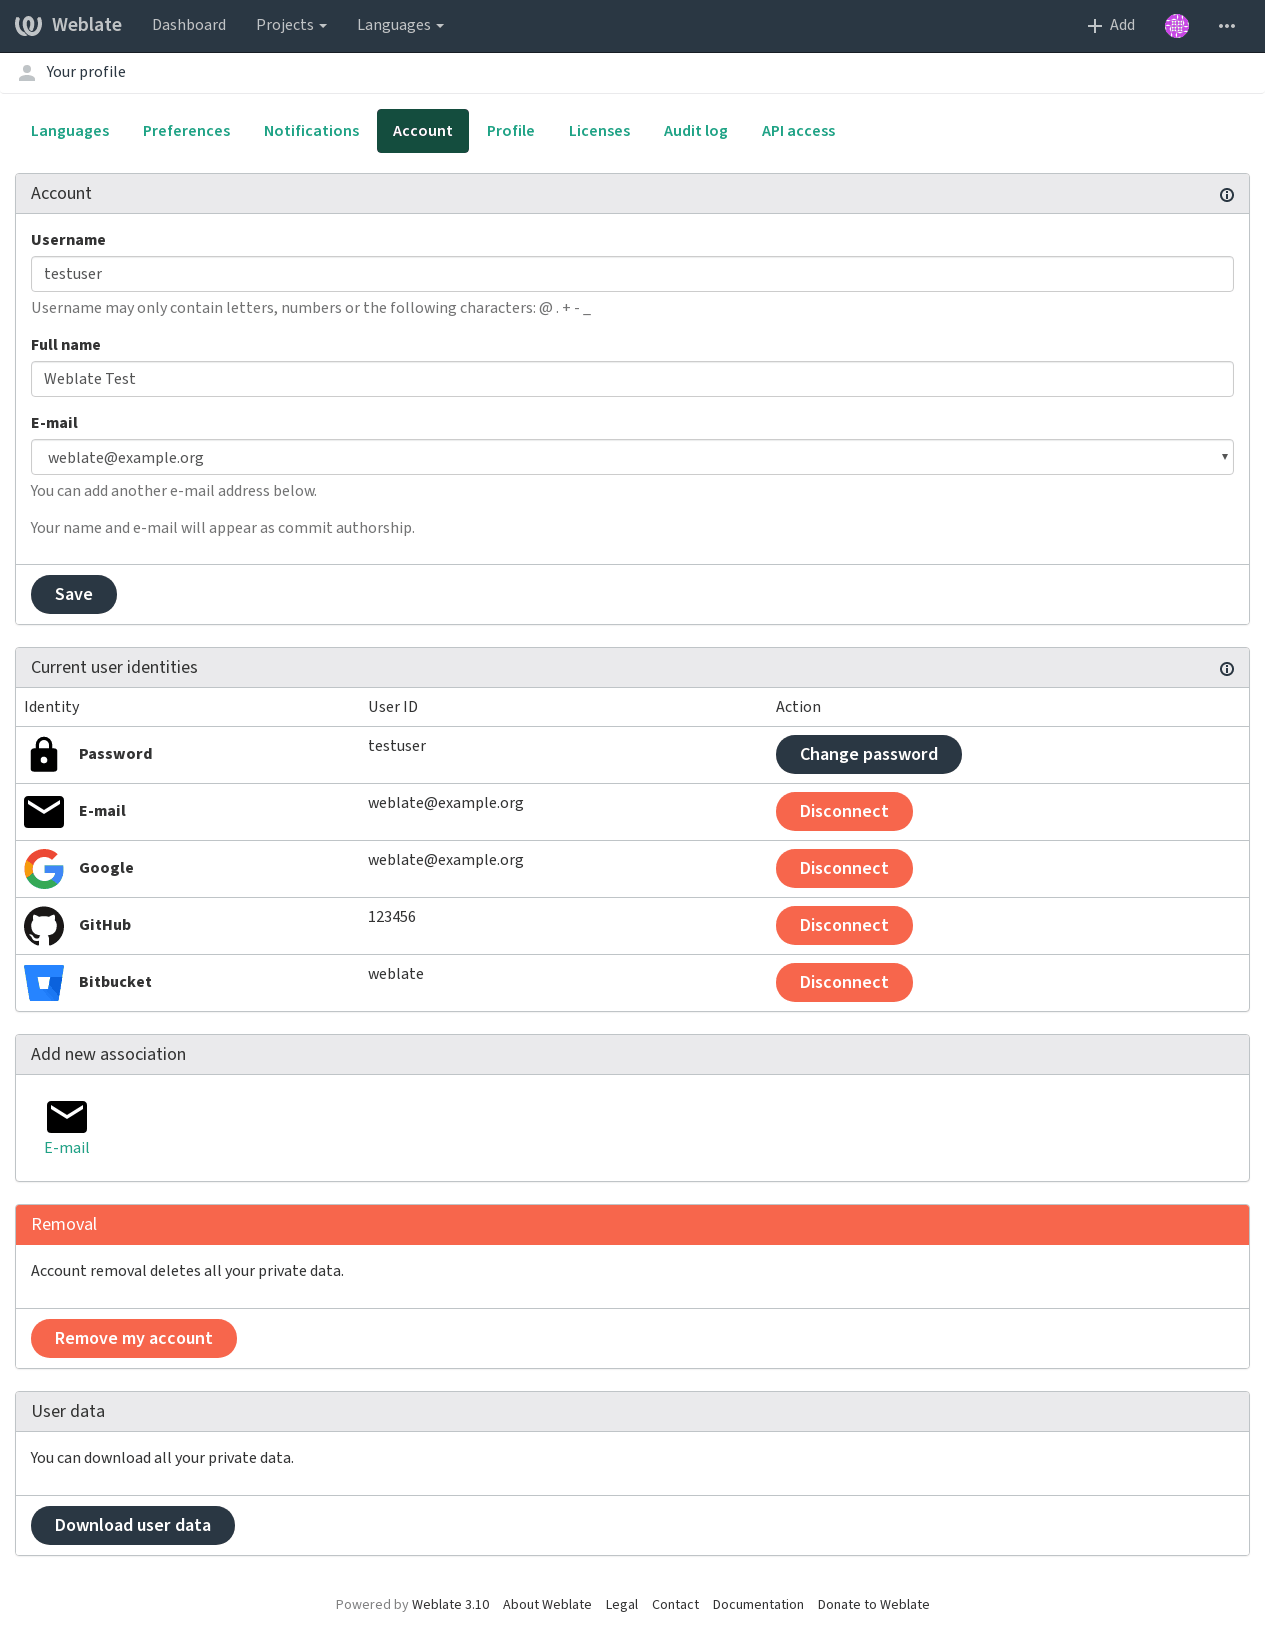 Weblate Dashboard Projects Languages Add
Your profile
Languages Preferences Notifications Account Profile Licenses Audit log API access
Account
Username
testuser
Username may only contain letters, numbers or the following characters: @ . + - _
Full name
Weblate Test
E-mail
weblate@example.org
You can add another e-mail address below.
Your name and e-mail will appear as commit authorship.
Save
Current user identities
Identity User ID Action
Password testuser Change password
E-mail weblate@example.org Disconnect
Google weblate@example.org Disconnect
GitHub 123456 Disconnect
Bitbucket weblate Disconnect
Add new association
E-mail
Removal
Account removal deletes all your private data.
Remove my account
User data
You can download all your private data.
Download user data
Powered by Weblate 3.10 About Weblate Legal Contact Documentation Donate to Weblate